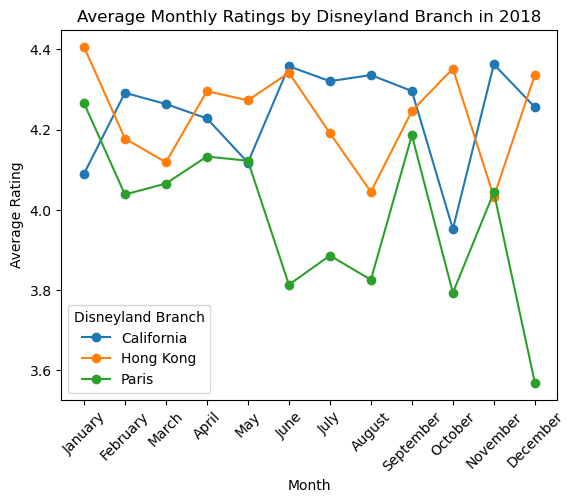 Average Monthly Ratings by Disneyland Branch in 2018
Average Rating
4.4
4.2
4.0
3.8
3.6
Disneyland Branch
California
Hong Kong
Paris
January
February
March
April
May
June
July
August
September
October
November
December
Month